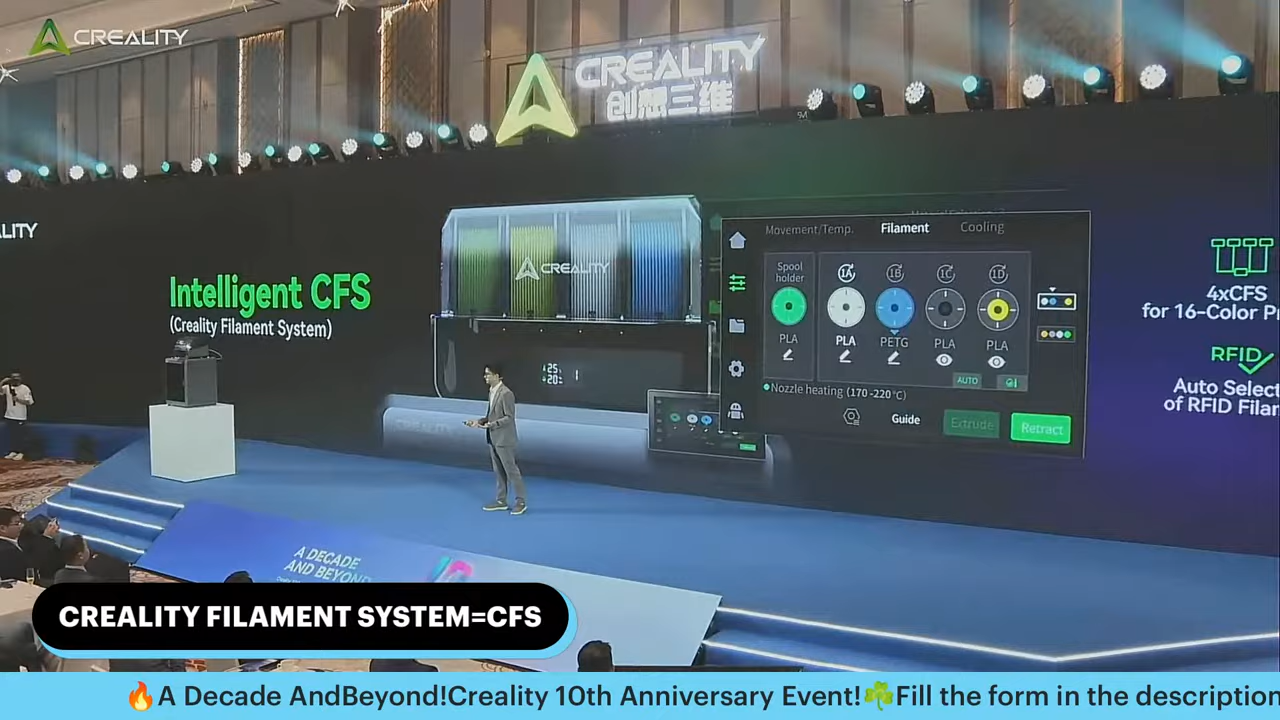 CREALITY
CREALITY
创想三维
LITY
Intelligent CFS
(Creality Filament System)
CREALITY
Movement/Temp.
Filament
Cooling
Spool
holder
1A
1B
1C
1D
PLA
PLA
PETG
PLA
PLA
AUTO
Nozzle heating (170-220℃)
Guide
Extrude
Retract
4xCFS
for 16-Color P
RFID
Auto Select
of RFID Fila
CREALITY
A DECADE
AND BEYOND
CREALITY FILAMENT SYSTEM=CFS
🔥A Decade AndBeyond!Creality 10th Anniversary Event!☘️Fill the form in the description